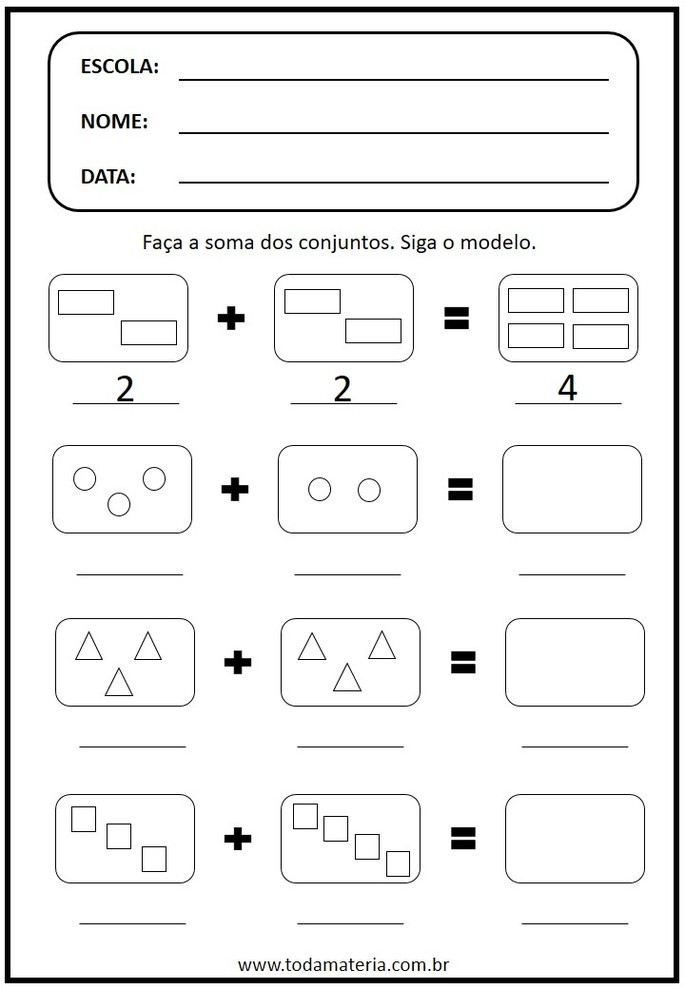 ESCOLA:
NOME:
DATA:
Faça a soma dos conjuntos. Siga o modelo.
+ =
2 2 4
+ =
+ =
+ =
www.todamateria.com.br